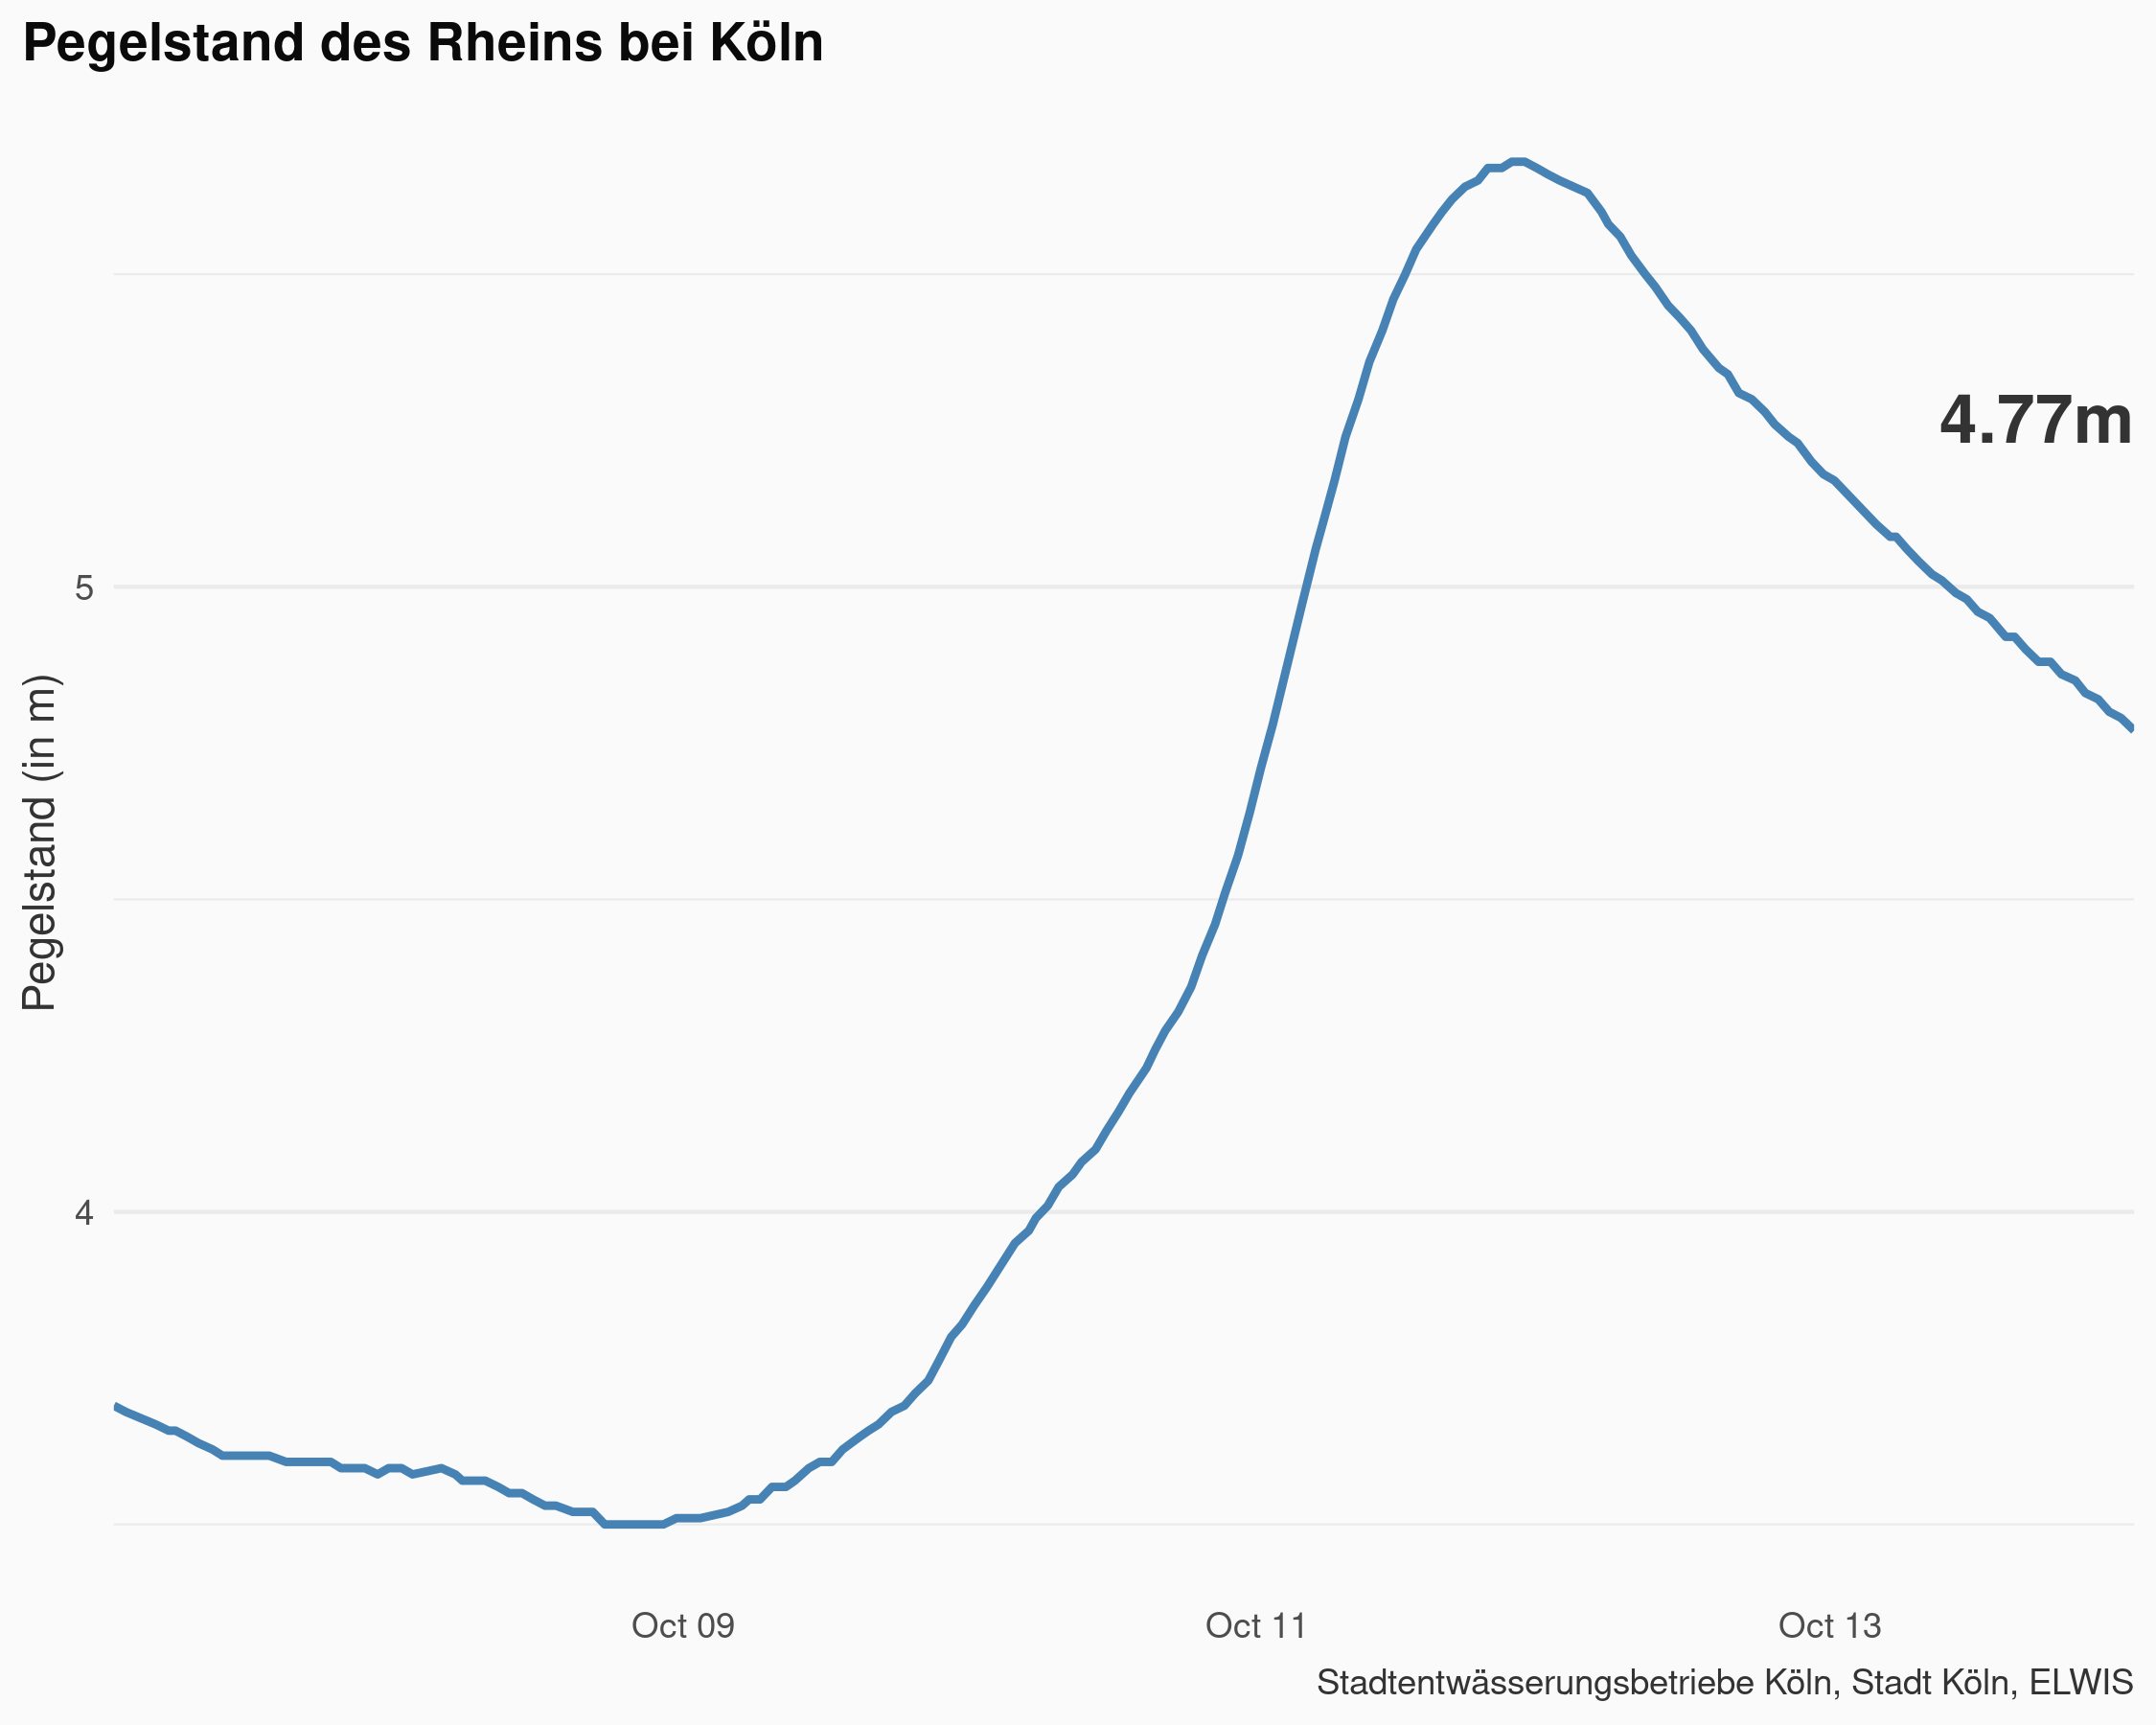 Pegelstand des Rheins bei Köln
4.77m
5
Pegelstand (in m)
4
Oct 09
Oct 11
Oct 13
Stadtentwässerungsbetriebe Köln, Stadt Köln, ELWIS